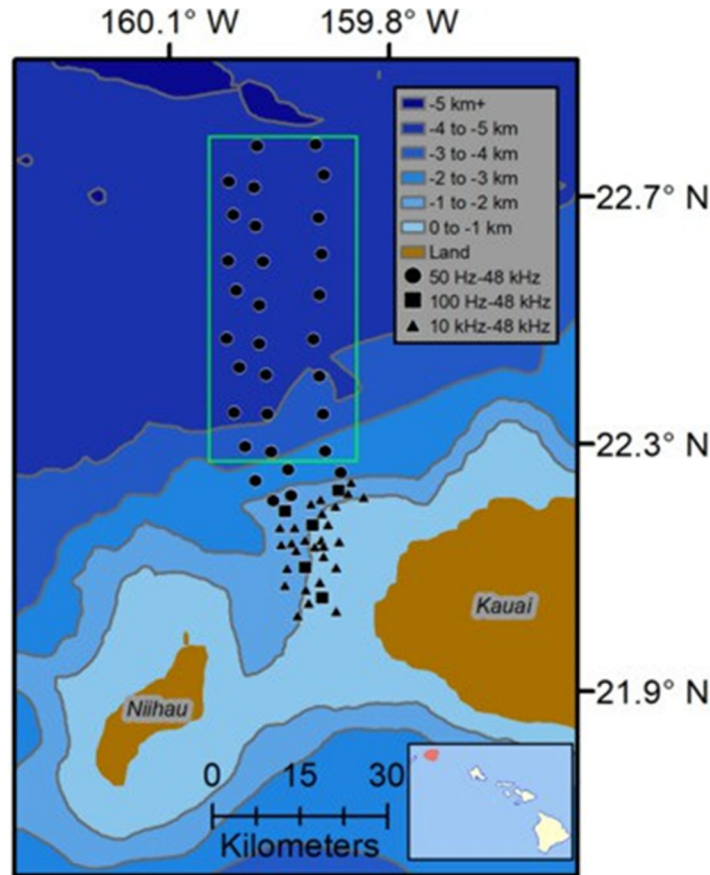 160.1° W 159.8° W
-5 km+
-4 to -5 km
-3 to -4 km
-2 to -3 km
-1 to -2 km
0 to -1 km
Land
50 Hz-48 kHz
100 Hz-48 kHz
10 kHz-48 kHz
22.7° N
22.3° N
Kauai
21.9° N
Niihau
0 15 30
Kilometers